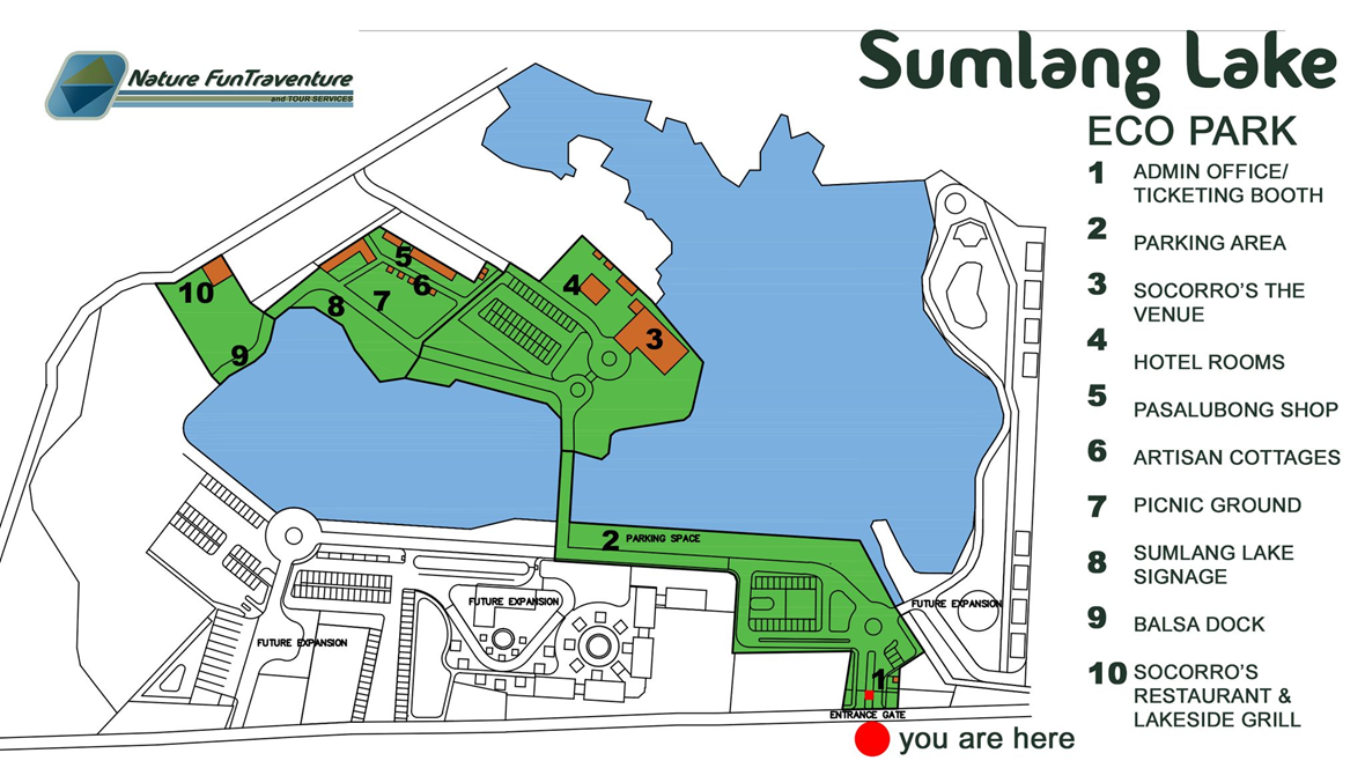 Sumlang Lake
ECO PARK
Nature FunTraventure
and TOUR SERVICES
1 ADMIN OFFICE/
TICKETING BOOTH
2 PARKING AREA
3 SOCORRO'S THE
VENUE
4 HOTEL ROOMS
5 PASALUBONG SHOP
6 ARTISAN COTTAGES
7 PICNIC GROUND
8 SUMLANG LAKE
SIGNAGE
9 BALSA DOCK
10 SOCORRO'S
RESTAURANT &
LAKESIDE GRILL
5
10
4
6
7
8
3
9
2 PARKING SPACE
FUTURE EXPANSION
FUTURE EXPANSION
FUTURE EXPANSION
1
ENTRANCE GATE
you are here